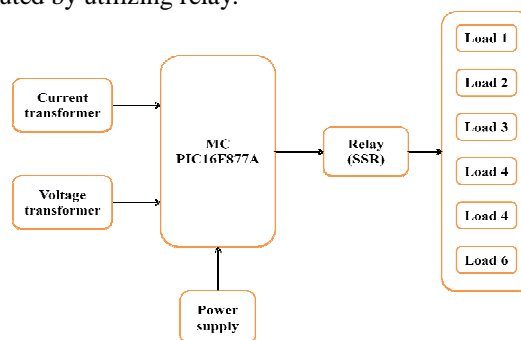 by utilizing relay.
Current
transformer
Voltage
transformer
MC
PIC16F877A
Power
supply
Relay
(SSR)
Load 1
Load 2
Load 3
Load 4
Load 4
Load 6